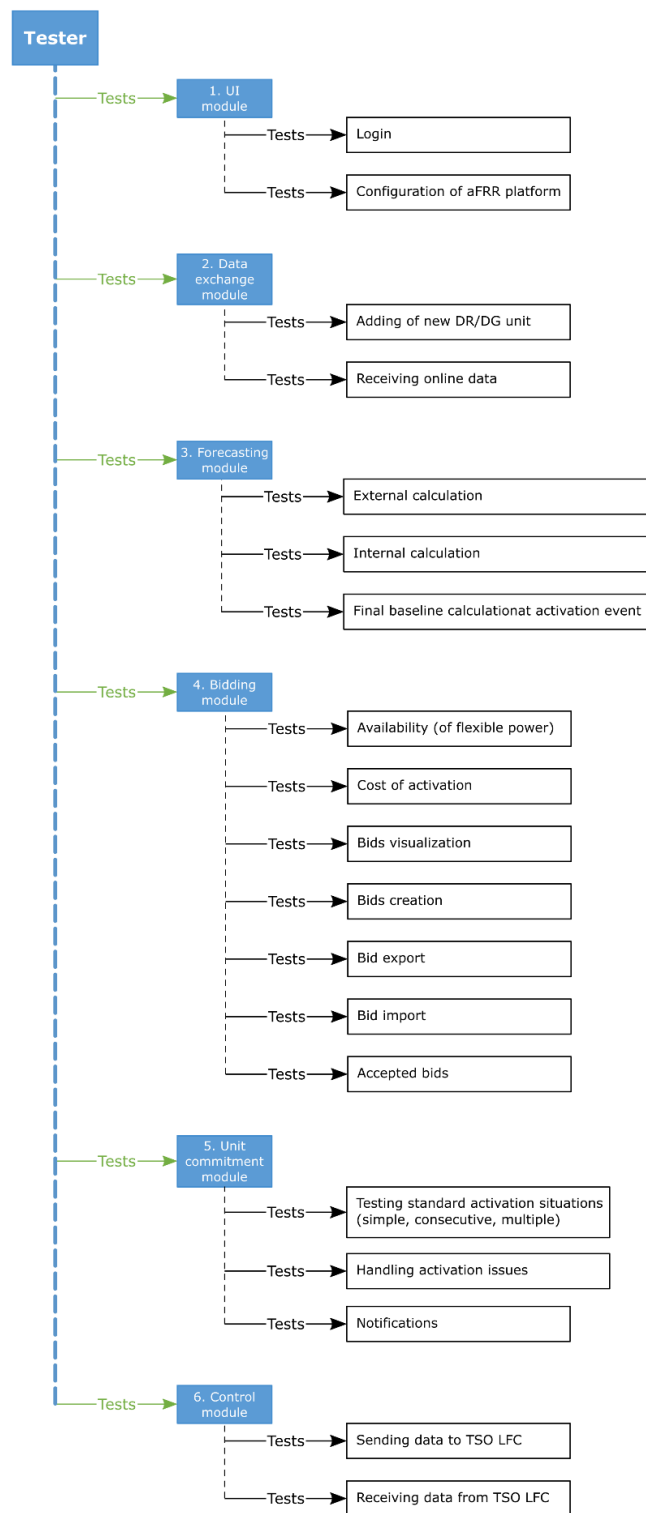 Tester
Tests
1. UI
module
Tests
Login
Tests
Configuration of aFRR platform
Tests
2. Data
exchange
module
Tests
Adding of new DR/DG unit
Tests
Receiving online data
Tests
3. Forecasting
module
Tests
External calculation
Tests
Internal calculation
Tests
Final baseline calculationat activation event
Tests
4. Bidding
module
Tests
Availability (of flexible power)
Tests
Cost of activation
Tests
Bids visualization
Tests
Bids creation
Tests
Bid export
Tests
Bid import
Tests
Accepted bids
Tests
5. Unit
commitment
module
Tests
Testing standard activation situations
(simple, consecutive, multiple)
Tests
Handling activation issues
Tests
Notifications
Tests
6. Control
module
Tests
Sending data to TSO LFC
Tests
Receiving data from TSO LFC